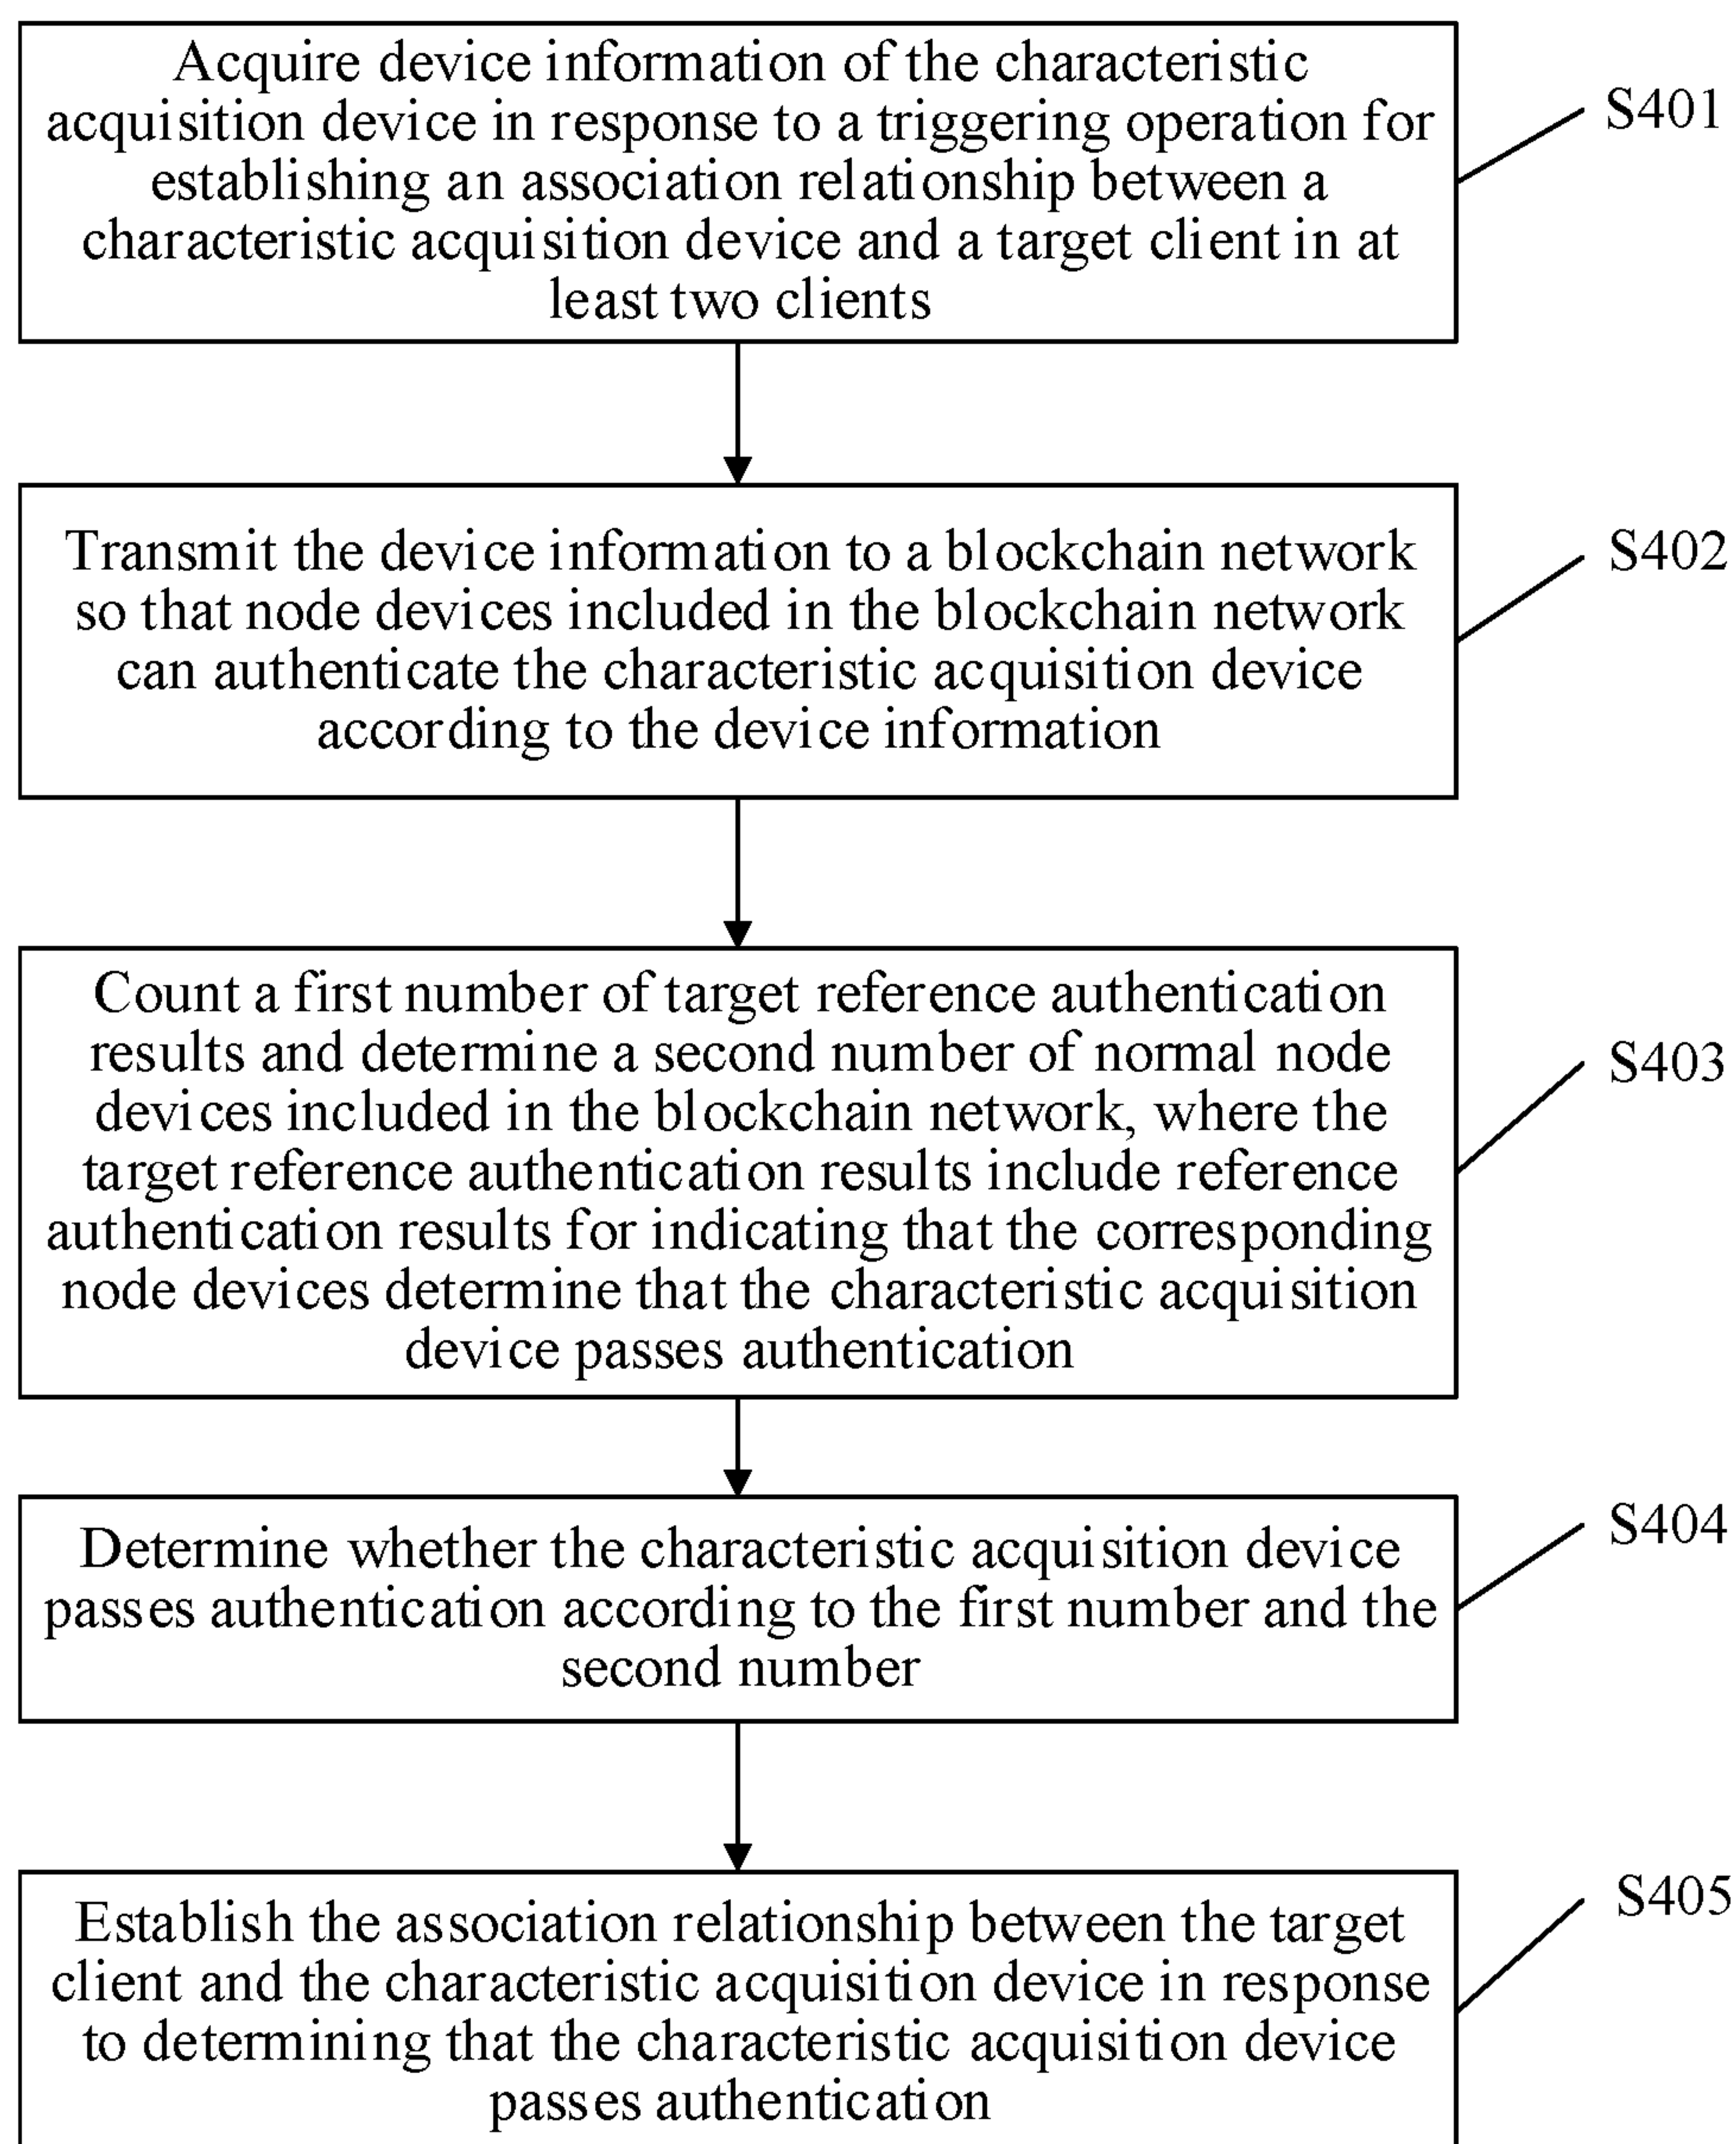 Acquire device information of the characteristic
acquisition device in response to a triggering operation for
establishing an association relationship between a
characteristic acquisition device and a target client in at
least two clients
S401
Transmit the device information to a blockchain network
so that node devices included in the blockchain network
can authenticate the characteristic acquisition device
according to the device information
S402
Count a first number of target reference authentication
results and determine a second number of normal node
devices included in the blockchain network, where the
target reference authentication results include reference
authentication results for indicating that the corresponding
node devices determine that the characteristic acquisition
device passes authentication
S403
Determine whether the characteristic acquisition device
passes authentication according to the first number and the
second number
S404
Establish the association relationship between the target
client and the characteristic acquisition device in response
to determining that the characteristic acquisition device
passes authentication
S405